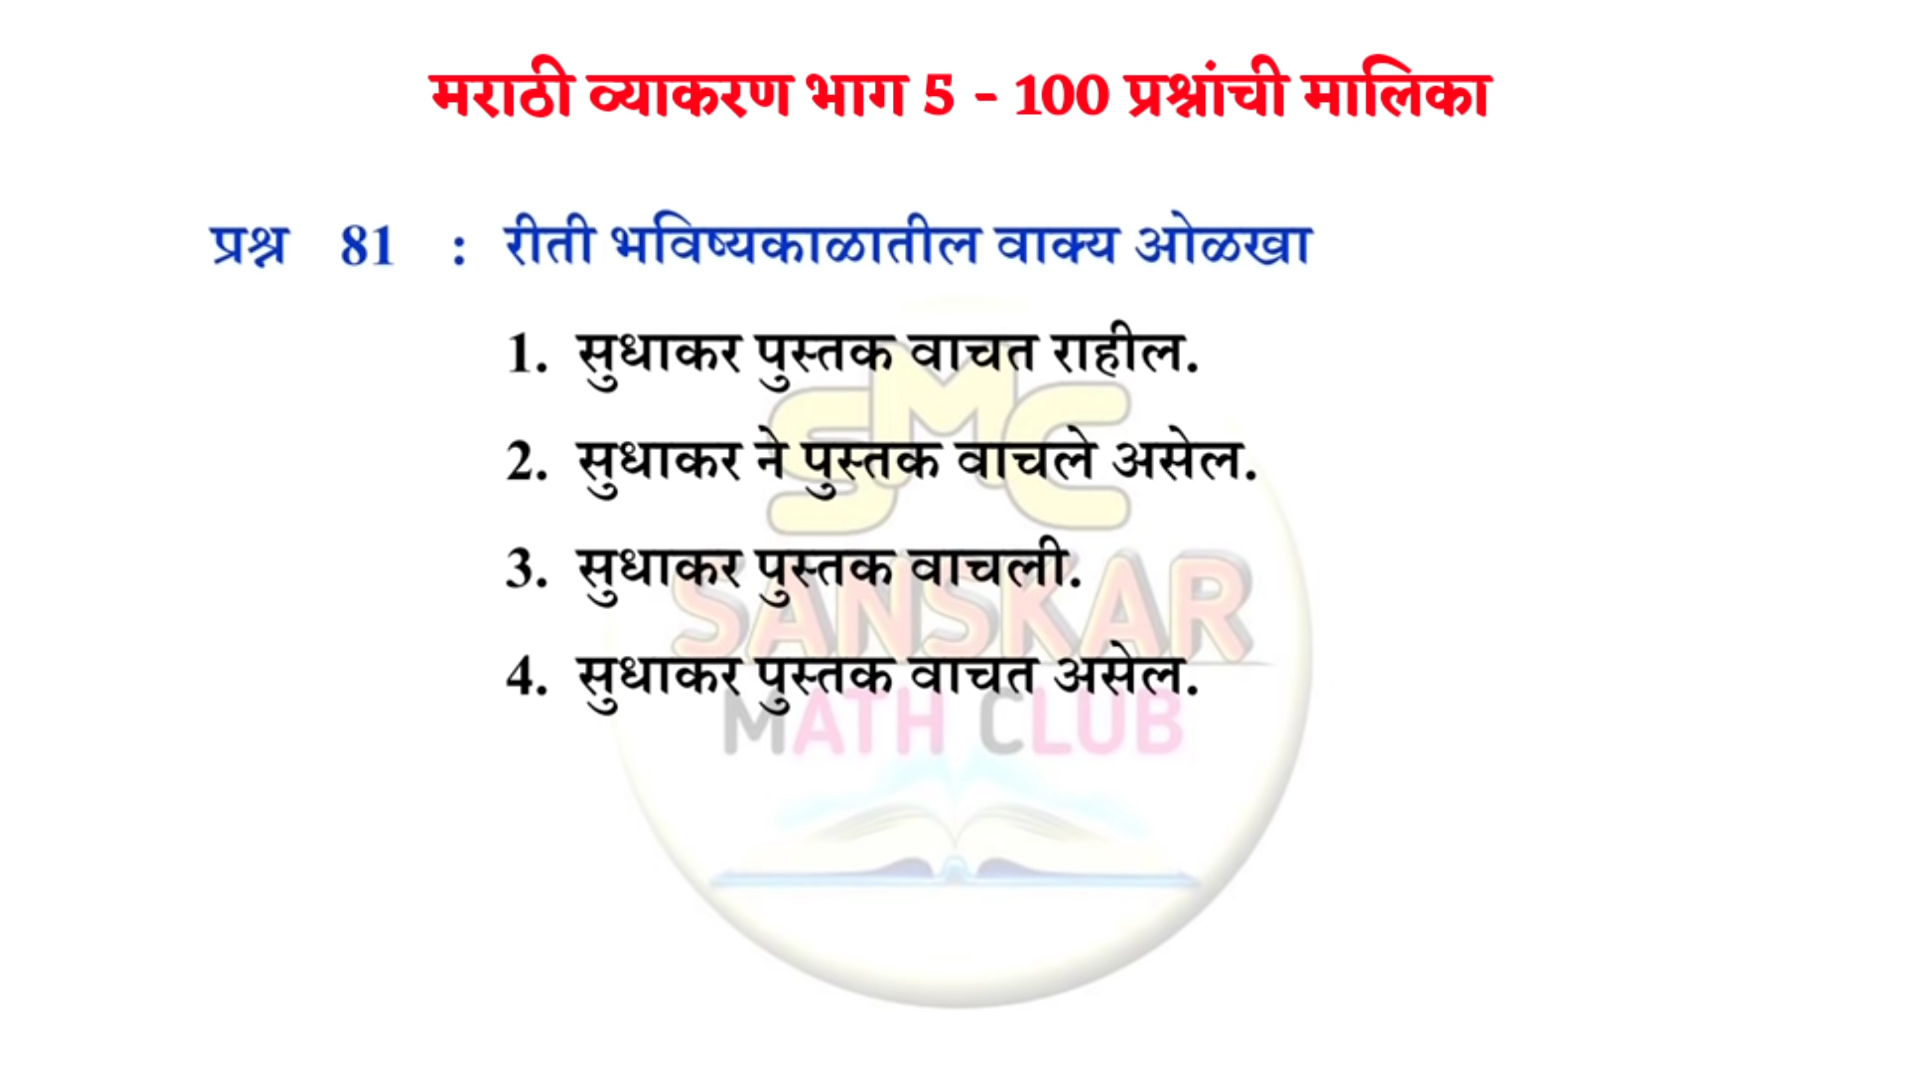 मराठी व्याकरण भाग 5 - 100 प्रश्नांची मालिका
प्रश्न 81 : रीती भविष्यकाळातील वाक्य ओळखा
1. सुधाकर पुस्तक वाचत राहील.
2. सुधाकर ने पुस्तक वाचले असेल.
3. सुधाकर पुस्तक वाचली.
4. सुधाकर पुस्तक वाचत असेल.
SMC
SANSKAR
MATH CLUB